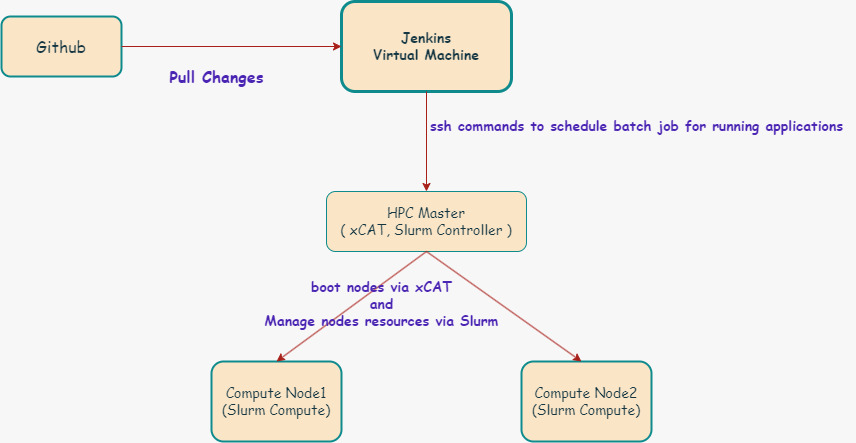 Github
Jenkins
Virtual Machine
Pull Changes
ssh commands to schedule batch job for running applications
HPC Master
( xCAT, Slurm Controller )
boot nodes via xCAT
and
Manage nodes resources via Slurm
Compute Node1
(Slurm Compute)
Compute Node2
(Slurm Compute)